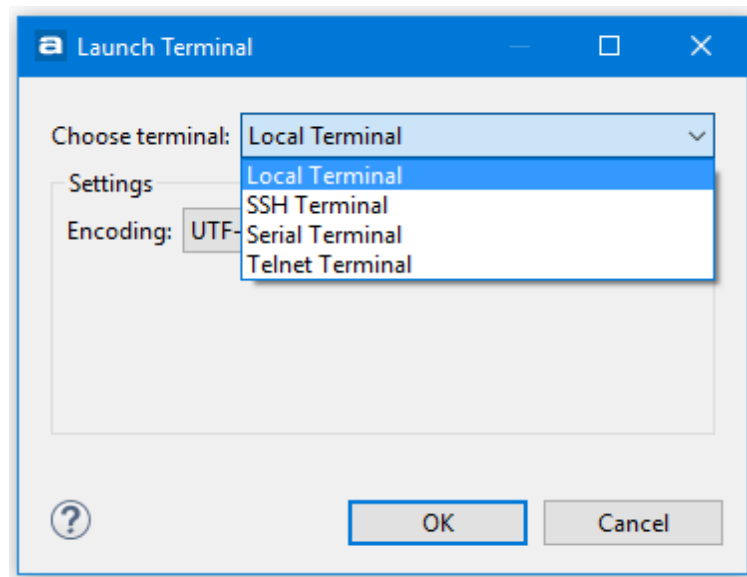 a Launch Terminal
Choose terminal: Local Terminal
Local Terminal
SSH Terminal
Serial Terminal
Telnet Terminal
Settings
Encoding: UTF-
?
OK Cancel